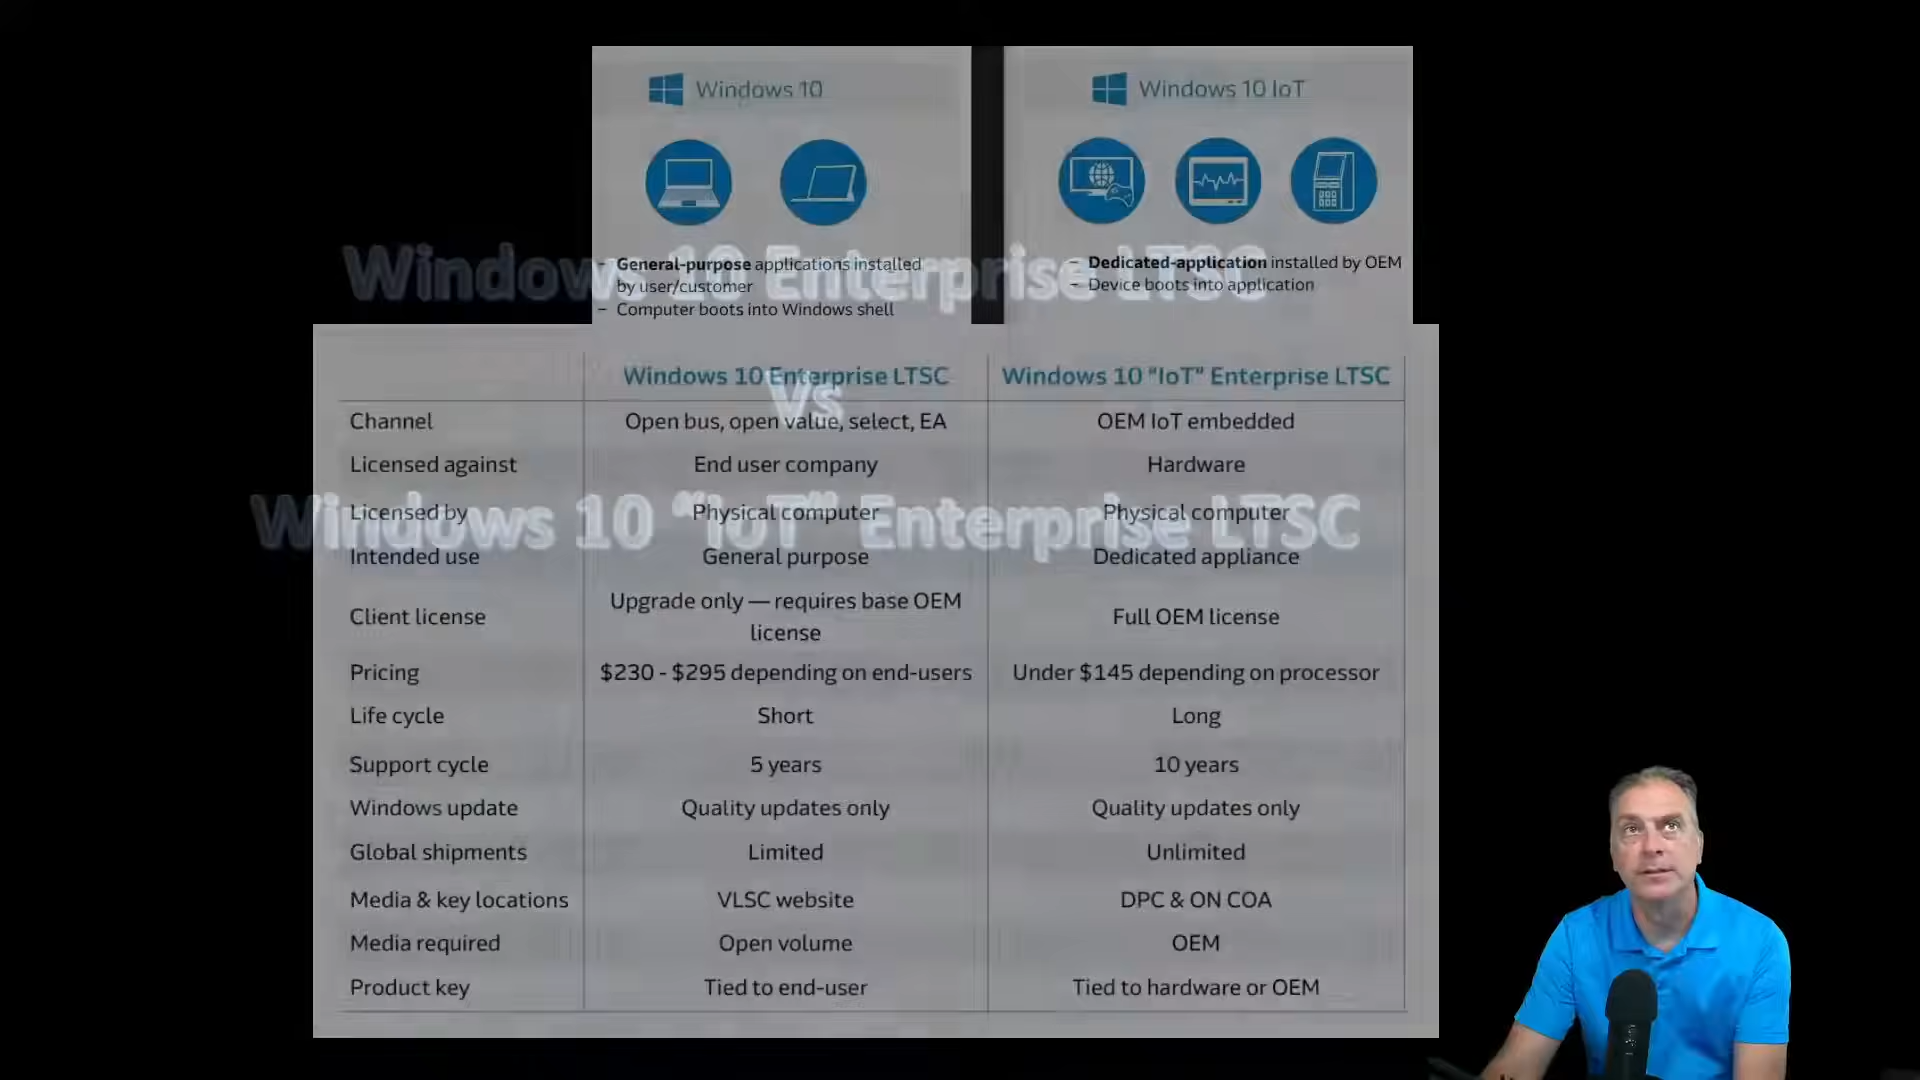 Windows 10
Windows 10 IoT
Windows 10 Enterprise LTSC
Vs
Windows 10 “IoT” Enterprise LTSC
– General-purpose applications installed
by user/customer
– Computer boots into Windows shell
– Dedicated-application installed by OEM
– Device boots into application
Windows 10 Enterprise LTSC Windows 10 “IoT” Enterprise LTSC
Channel Open bus, open value, select, EA OEM IoT embedded
Licensed against End user company Hardware
Licensed by Physical computer Physical computer
Intended use General purpose Dedicated appliance
Client license Upgrade only — requires base OEM license Full OEM license
Pricing $230 - $295 depending on end-users Under $145 depending on processor
Life cycle Short Long
Support cycle 5 years 10 years
Windows update Quality updates only Quality updates only
Global shipments Limited Unlimited
Media & key locations VLSC website DPC & ON COA
Media required Open volume OEM
Product key Tied to end-user Tied to hardware or OEM